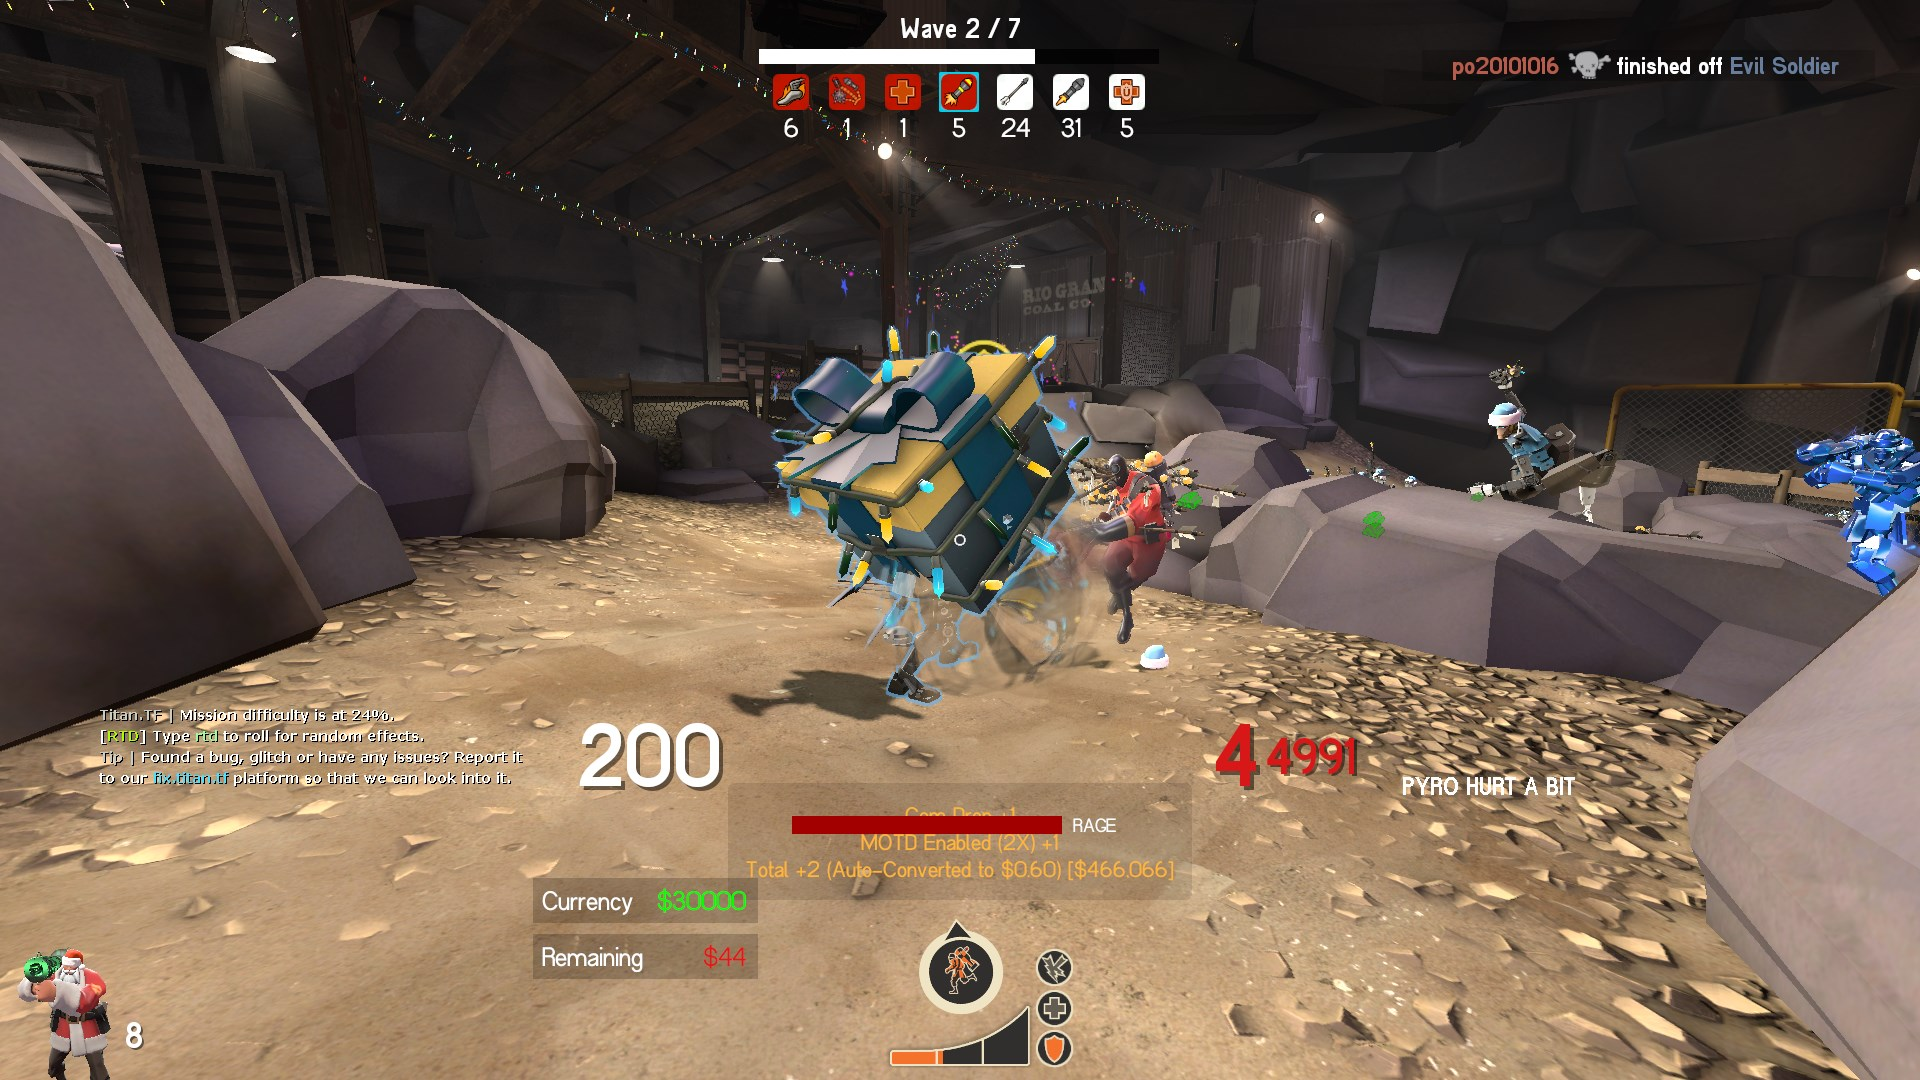 Wave 2 / 7
6 1 1 5 24 31 5
po20101016 finished off Evil Soldier
RIO GRAN
COAL CO.
Titan.TF | Mission difficulty is at 24%.
[RTD] Type rtd to roll for random effects.
Tip | Found a bug, glitch or have any issues? Report it
to our fix.titan.tf platform so that we can look into it.
200
4 4991
PYRO HURT A BIT
RAGE
MOTD Enabled (2X) +1
Total +2 (Auto-Converted to $0.60) [$466.066]
Currency $30000
Remaining $44
8